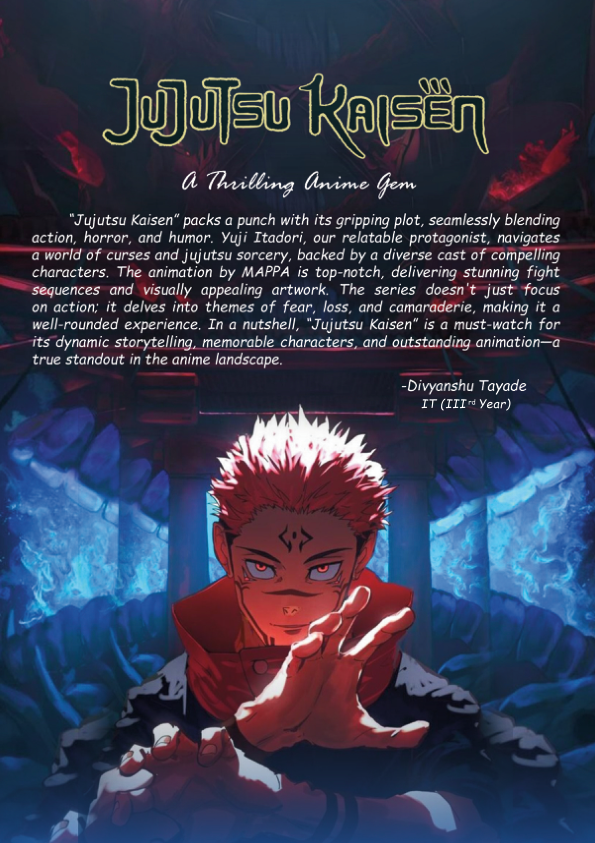 JUJUTSU KAISEN
A Thrilling Anime Gem
“Jujutsu Kaisen” packs a punch with its gripping plot, seamlessly blending
action, horror, and humor. Yuji Itadori, our relatable protagonist, navigates
a world of curses and jujutsu sorcery, backed by a diverse cast of compelling
characters. The animation by MAPPA is top-notch, delivering stunning fight
sequences and visually appealing artwork. The series doesn't just focus
on action; it delves into themes of fear, loss, and camaraderie, making it a
well-rounded experience. In a nutshell, “Jujutsu Kaisen” is a must-watch for
its dynamic storytelling, memorable characters, and outstanding animation—a
true standout in the anime landscape.
-Divyanshu Tayade
IT (IIIrd Year)